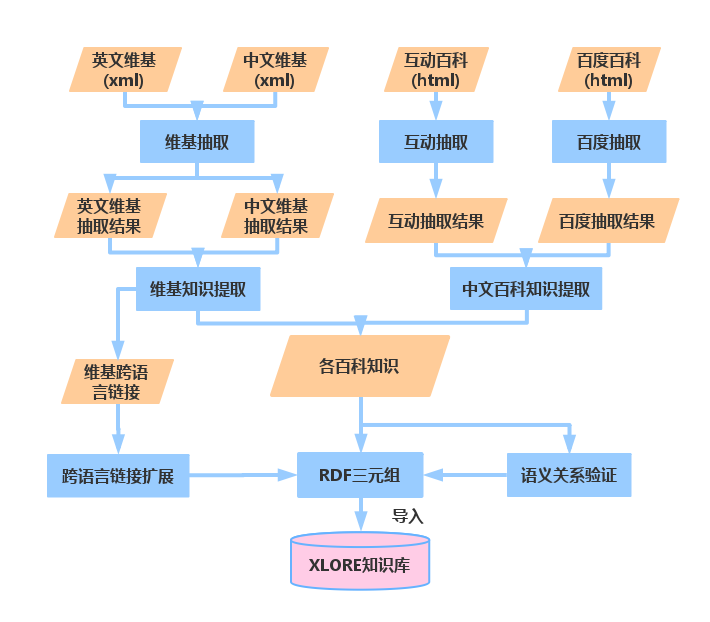 英文维基
(xml)
中文维基
(xml)
互动百科
(html)
百度百科
(html)
维基抽取
互动抽取
百度抽取
英文维基
抽取结果
中文维基
抽取结果
互动抽取结果
百度抽取结果
维基知识提取
中文百科知识提取
维基跨语
言链接
各百科知识
跨语言链接扩展
RDF三元组
语义关系验证
导入
XLORE知识库